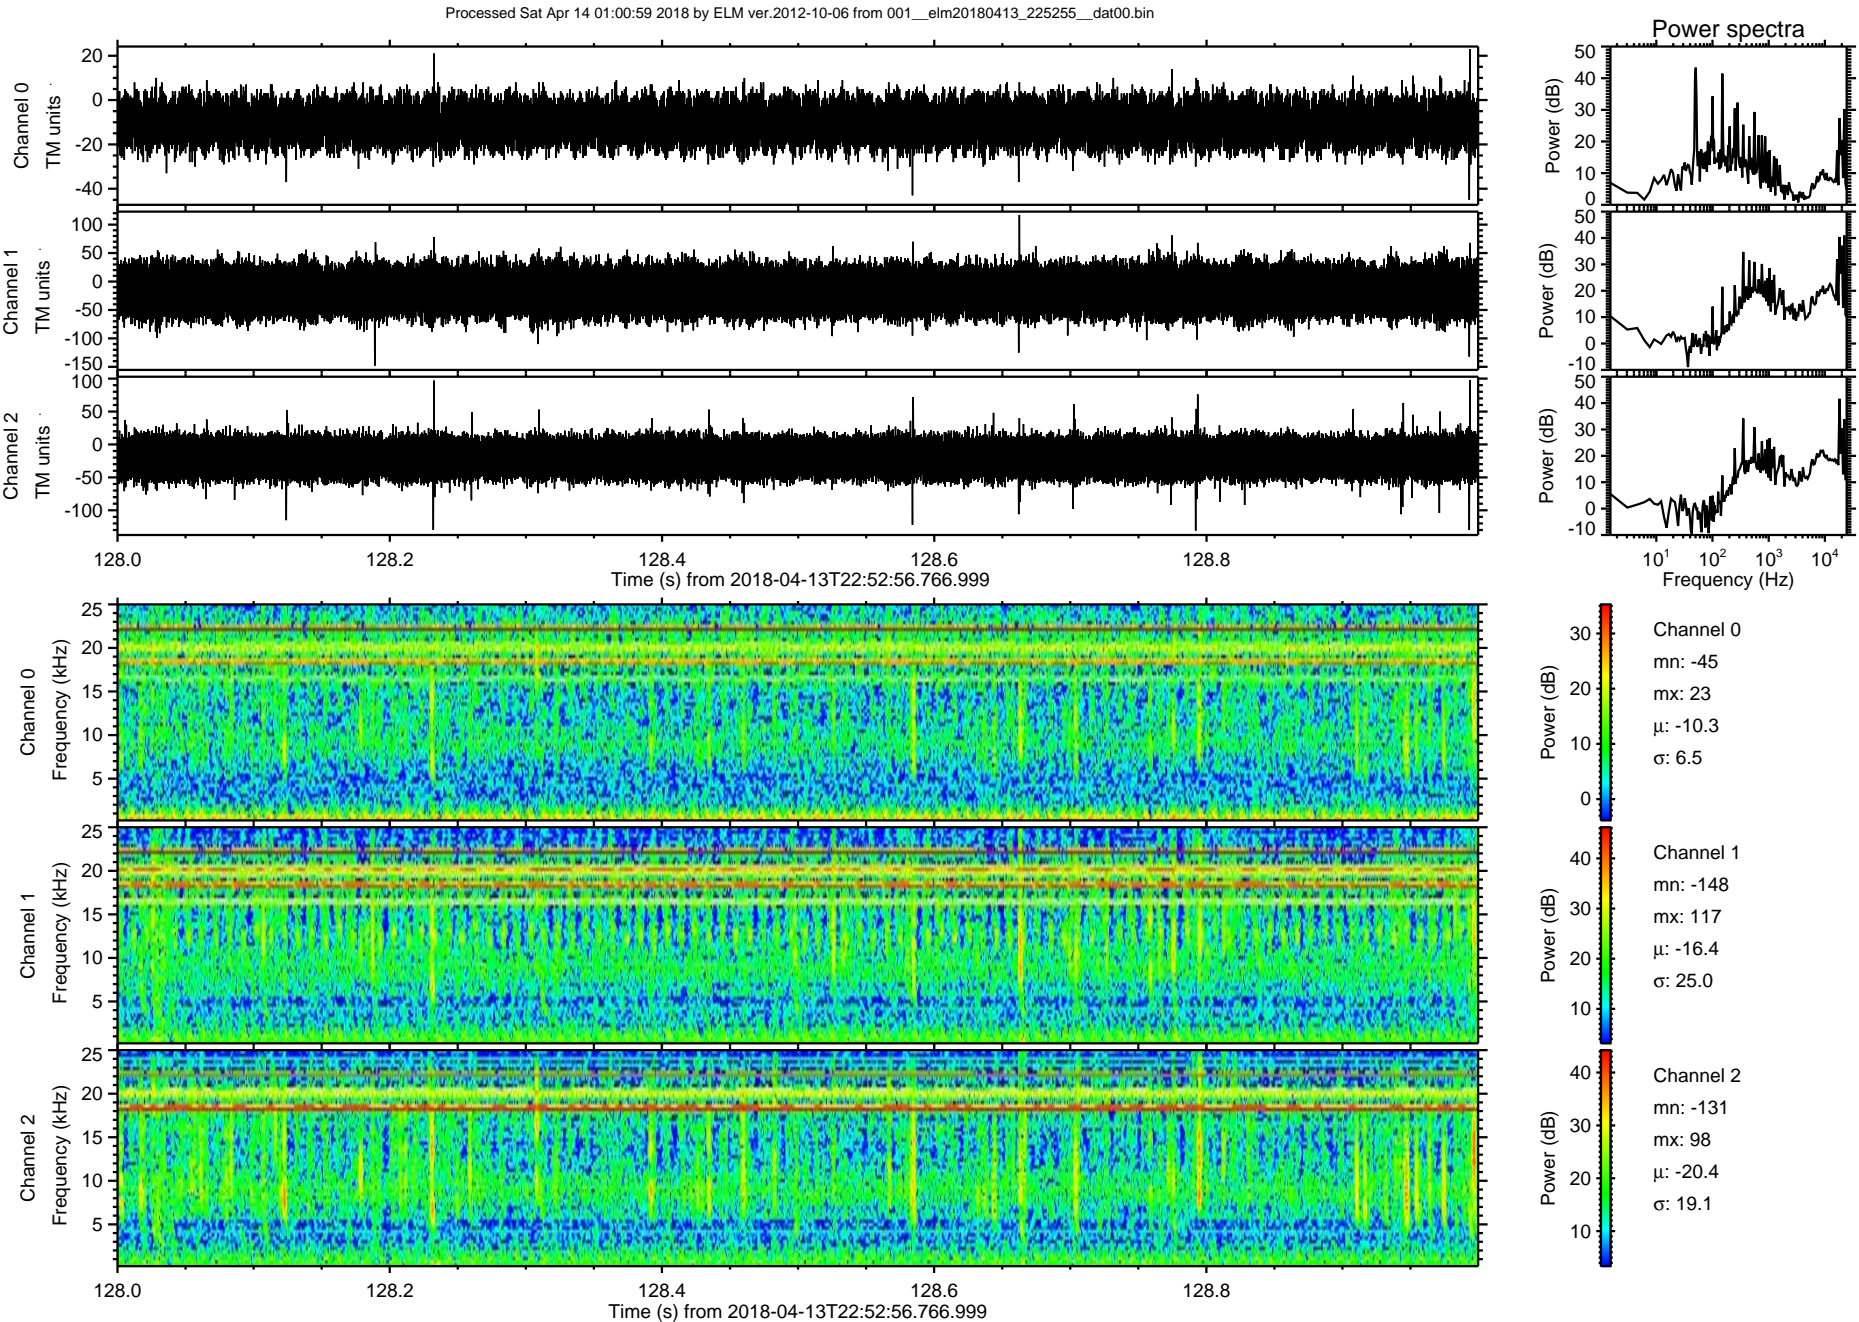 Processed Sat Apr 14 01:00:59 2018 by ELM ver.2012-10-06 from 001__elm20180413_225255__dat00.bin
Power spectra
Channel 0
TM units
20
0
-20
-40
Power (dB)
50
40
30
20
10
0
Channel 1
TM units
100
50
0
-50
-100
-150
Power (dB)
50
40
30
20
10
0
-10
Channel 2
TM units
100
50
0
-50
-100
Power (dB)
50
40
30
20
10
0
-10
128.0 128.2 128.4 128.6 128.8
Time (s) from 2018-04-13T22:52:56.766.999
10¹ 10² 10³ 10⁴
Frequency (Hz)
Channel 0
Frequency (kHz)
25
20
15
10
5
Power (dB)
30
20
10
0
Channel 0
mn: -45
mx: 23
μ: -10.3
σ: 6.5
Channel 1
Frequency (kHz)
25
20
15
10
5
Power (dB)
40
30
20
10
Channel 1
mn: -148
mx: 117
μ: -16.4
σ: 25.0
Channel 2
Frequency (kHz)
25
20
15
10
5
Power (dB)
40
30
20
10
Channel 2
mn: -131
mx: 98
μ: -20.4
σ: 19.1
128.0 128.2 128.4 128.6 128.8
Time (s) from 2018-04-13T22:52:56.766.999